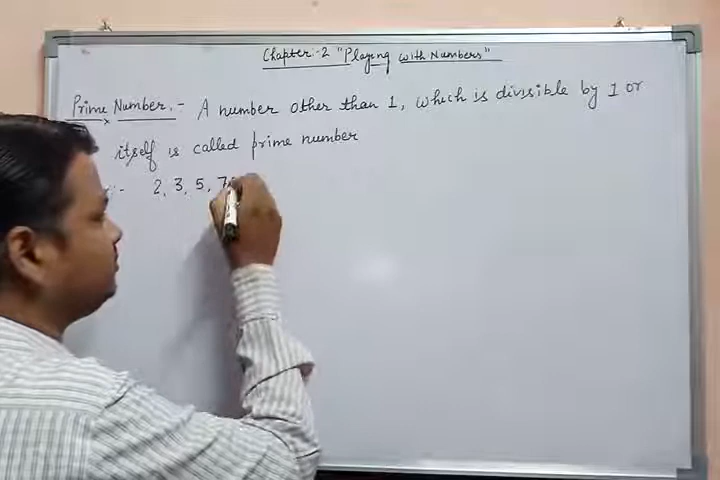 Chapter:-2 "Playing with Numbers"
Prime Number.- A number other than 1, which is divisible by 1 or
itself is called prime number
:- 2, 3, 5, 7